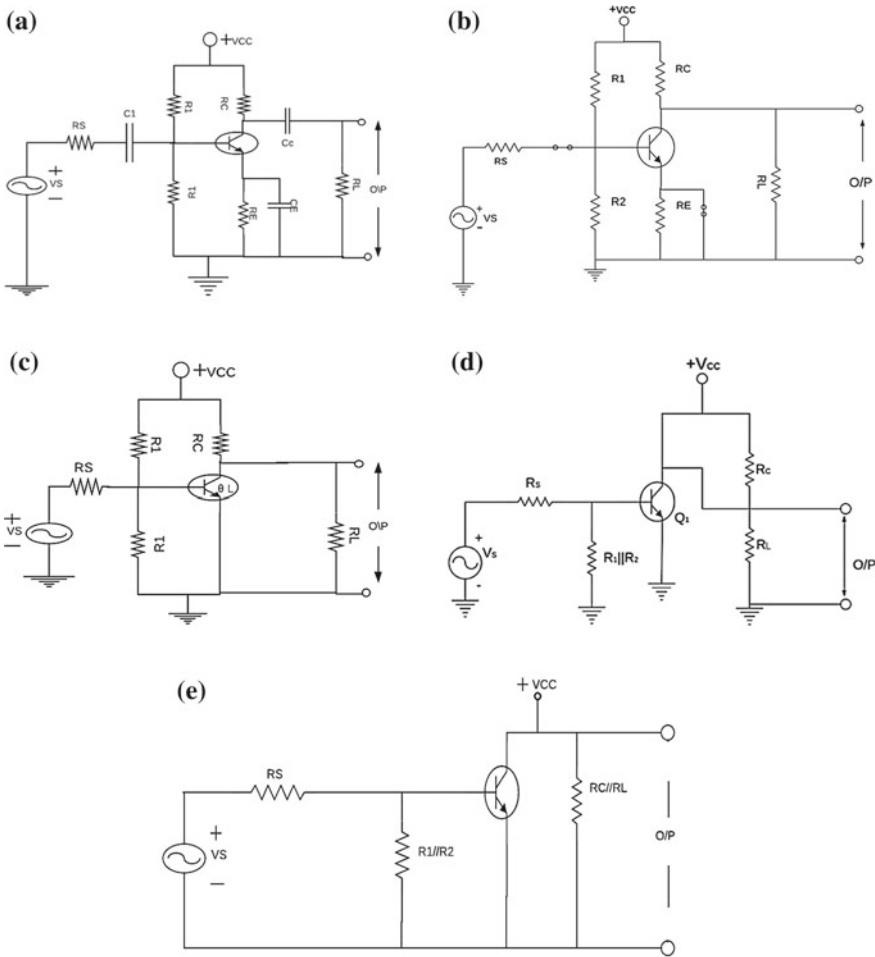 (a)
+VCC
R1
RC
RS
C1
Cc
+
VS
—
R1
RE
CE
RL
O\P
(b)
+VCC
R1
RC
RS
+
VS
-
R2
RE
RL
O/P
(c)
+VCC
R1
RC
RS
θ L
+
VS
—
R1
RL
O\P
(d)
+Vcc
Rs
Rc
Q1
+
Vs
-
R1||R2
RL
O/P
(e)
+ VCC
RS
RC//RL
+
VS
—
R1//R2
O/P